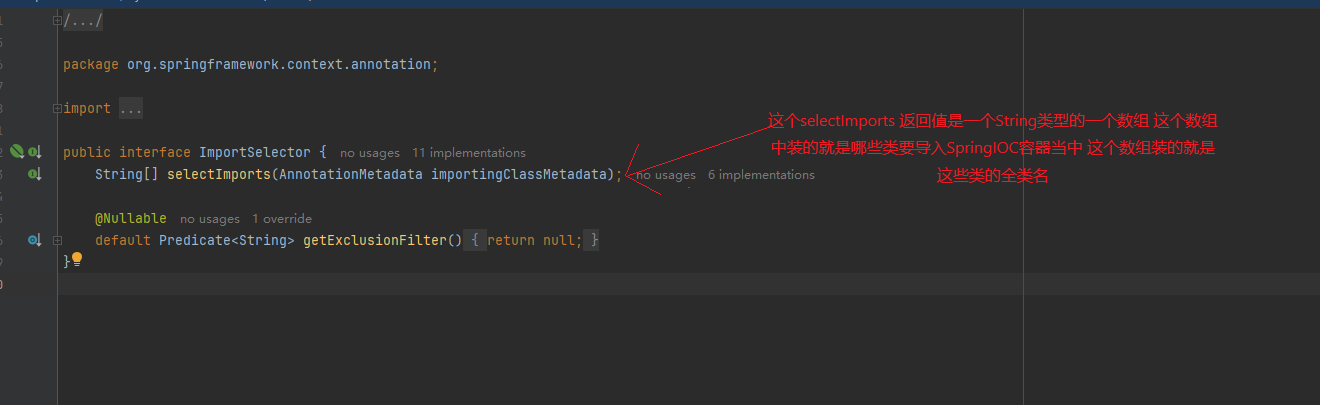 /.../
package org.springframework.context.annotation;
import ...
这个selectImports 返回值是一个String类型的一个数组 这个数组
中装的就是哪些类要导入SpringIOC容器当中 这个数组装的就是
这些类的全类名
public interface ImportSelector { no usages 11 implementations
String[] selectImports(AnnotationMetadata importingClassMetadata); no usages 6 implementations
@Nullable no usages 1 override
default Predicate<String> getExclusionFilter() { return null; }
}